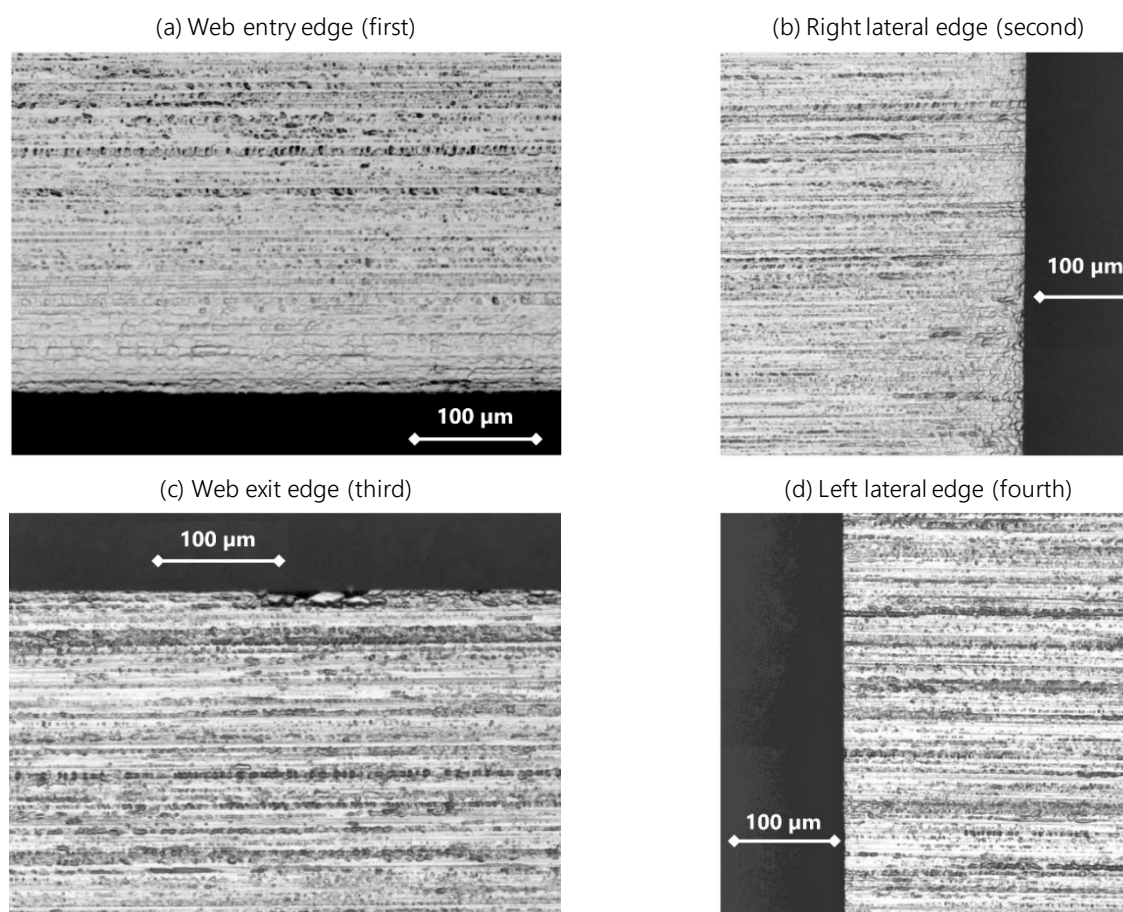 (a) Web entry edge (first)
(b) Right lateral edge (second)
100 µm
100 µm
(c) Web exit edge (third)
(d) Left lateral edge (fourth)
100 µm
100 µm